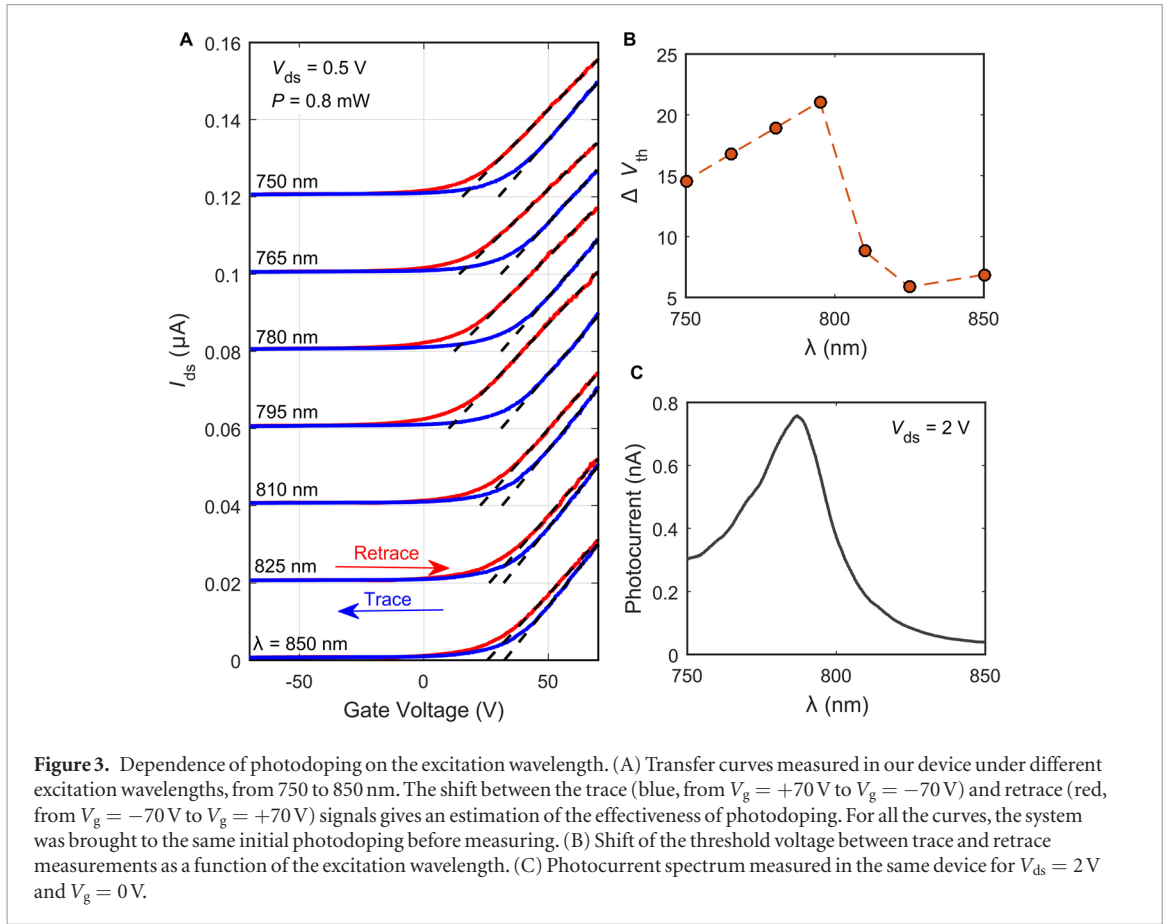 A
V_ds = 0.5 V
P = 0.8 mW
0.16
0.14
0.12
0.1
0.08
0.06
0.04
0.02
0
I_ds (µA)
750 nm
765 nm
780 nm
795 nm
810 nm
825 nm
Retrace
Trace
λ = 850 nm
-50
0
50
Gate Voltage (V)
B
25
20
15
10
5
Δ V_th
750
800
850
λ (nm)
C
V_ds = 2 V
0.8
0.6
0.4
0.2
0
Photocurrent (nA)
750
800
850
λ (nm)
Figure 3. Dependence of photodoping on the excitation wavelength. (A) Transfer curves measured in our device under different
excitation wavelengths, from 750 to 850 nm. The shift between the trace (blue, from V_g = +70 V to V_g = −70 V) and retrace (red,
from V_g = −70 V to V_g = +70 V) signals gives an estimation of the effectiveness of photodoping. For all the curves, the system
was brought to the same initial photodoping before measuring. (B) Shift of the threshold voltage between trace and retrace
measurements as a function of the excitation wavelength. (C) Photocurrent spectrum measured in the same device for V_ds = 2 V
and V_g = 0 V.